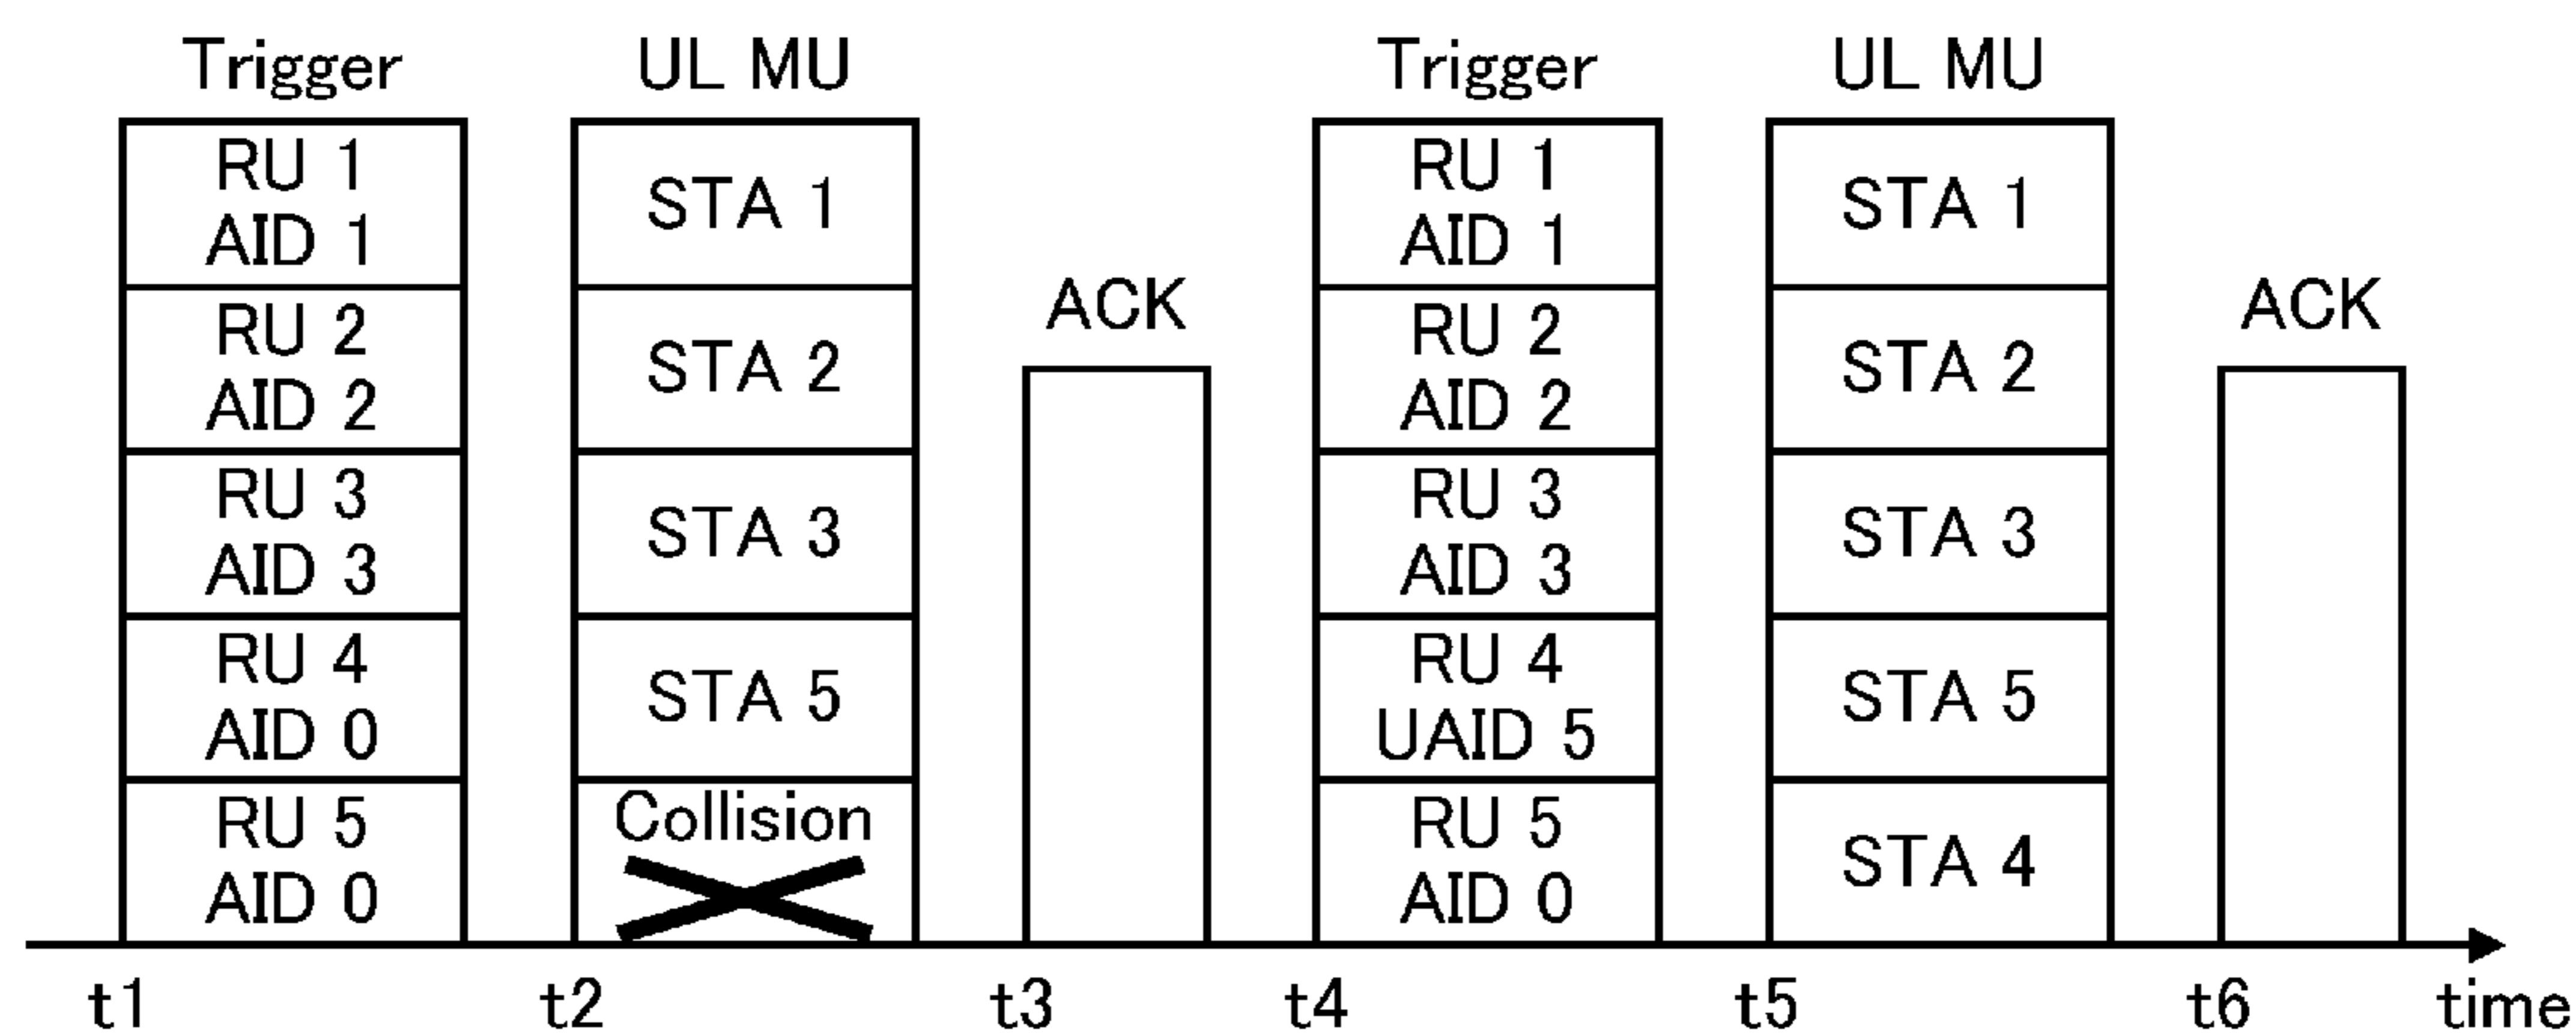 Trigger
RU 1
AID 1
RU 2
AID 2
RU 3
AID 3
RU 4
AID 0
RU 5
AID 0
UL MU
STA 1
STA 2
STA 3
STA 5
Collision
ACK
Trigger
RU 1
AID 1
RU 2
AID 2
RU 3
AID 3
RU 4
UAID 5
RU 5
AID 0
UL MU
STA 1
STA 2
STA 3
STA 5
STA 4
ACK
t1 t2 t3 t4 t5 t6 time